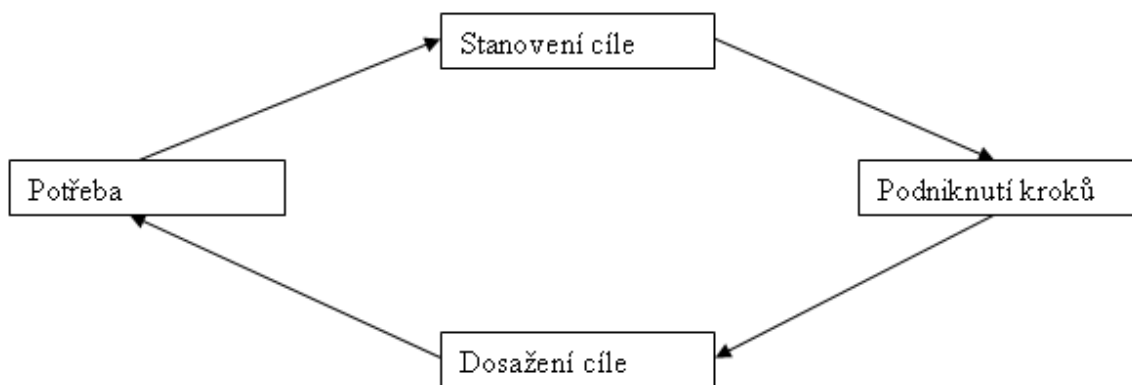 Stanovení cíle
Potřeba
Podniknutí kroků
Dosažení cíle